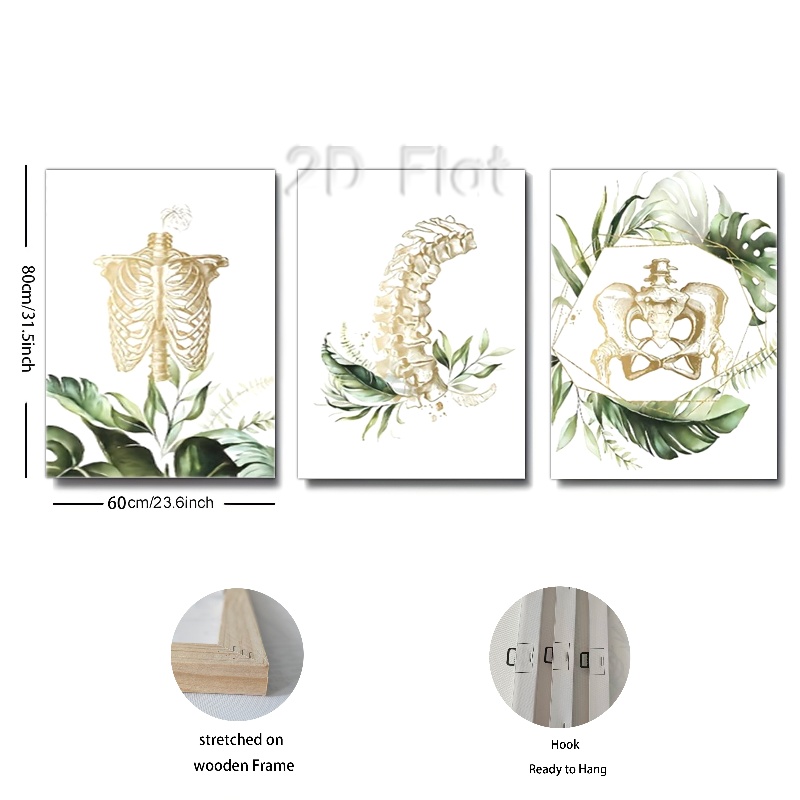 2D Flat
80cm/31.5inch
60cm/23.6inch
stretched on
wooden Frame
Hook
Ready to Hang